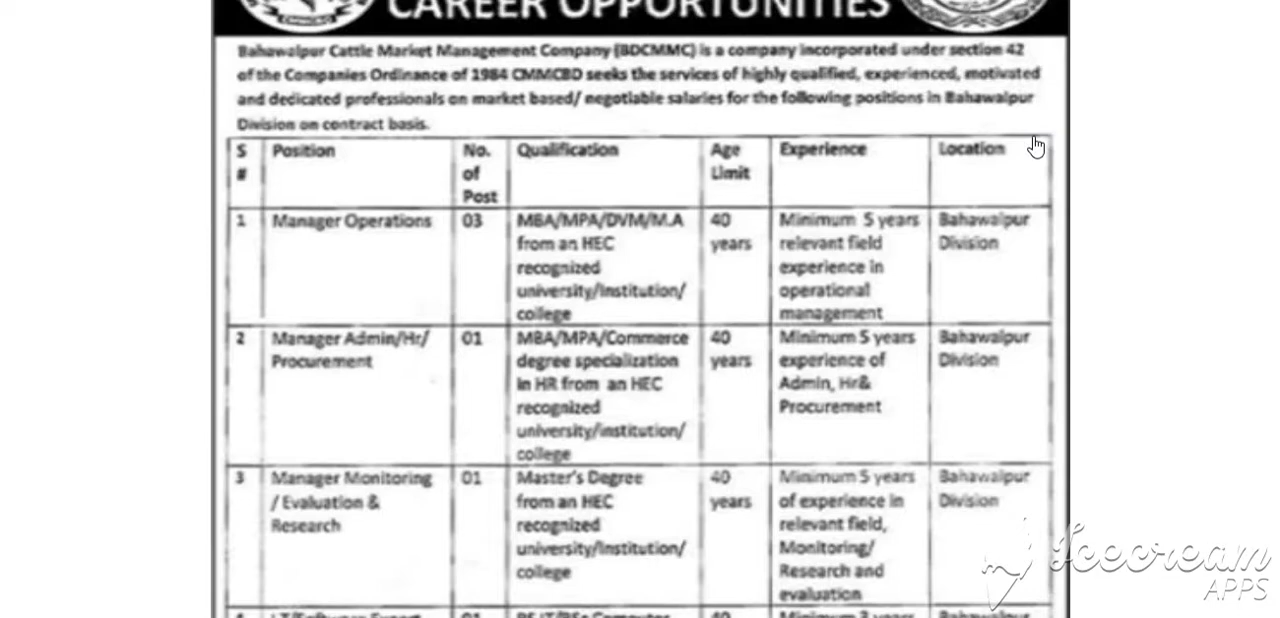 CAREER OPPORTUNITIES
Bahawalpur Cattle Market Management Company (BDCMMC) is a company incorporated under section 42
of the Companies Ordinance of 1984 CMMCBD seeks the services of highly qualified, experienced, motivated
and dedicated professionals on market based/ negotiable salaries for the following positions in Bahawalpur
Division on contract basis.
S # Position No. of Post Qualification Age Limit Experience Location
1 Manager Operations 03 MBA/MPA/DVM/M.A from an HEC recognized university/Institution/ college 40 years Minimum 5 years relevant field experience in operational management Bahawalpur Division
2 Manager Admin/Hr/ Procurement 01 MBA/MPA/Commerce degree specialization in HR from an HEC recognized university/institution/ college 40 years Minimum 5 years experience of Admin, Hr& Procurement Bahawalpur Division
3 Manager Monitoring / Evaluation & Research 01 Master's Degree from an HEC recognized university/Institution/ college 40 years Minimum 5 years of experience in relevant field, Monitoring/ Research and evaluation Bahawalpur Division
Icecream
APPS